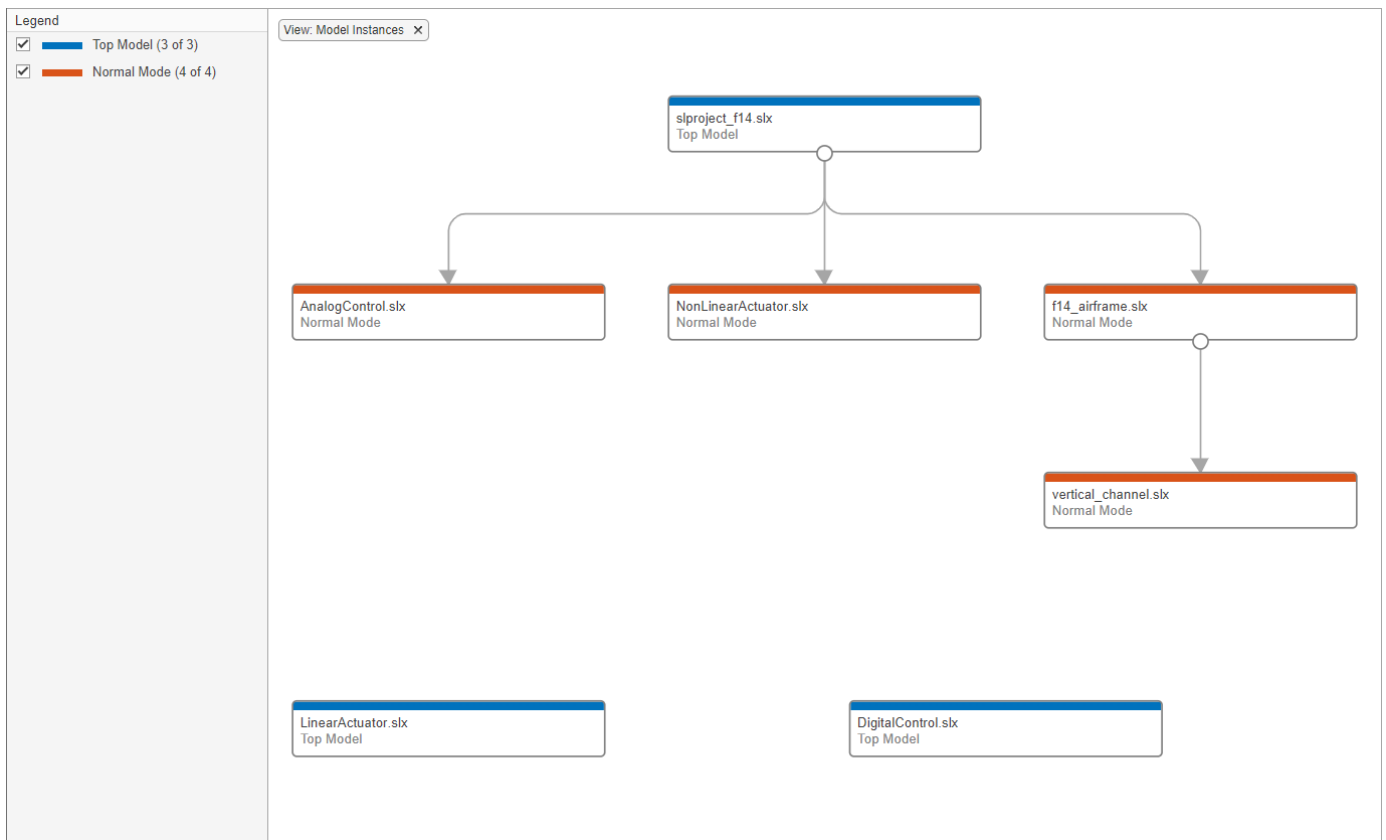 Legend
Top Model (3 of 3)
Normal Mode (4 of 4)
View: Model Instances ✕
slproject_f14.slx
Top Model
AnalogControl.slx
Normal Mode
NonLinearActuator.slx
Normal Mode
f14_airframe.slx
Normal Mode
vertical_channel.slx
Normal Mode
LinearActuator.slx
Top Model
DigitalControl.slx
Top Model